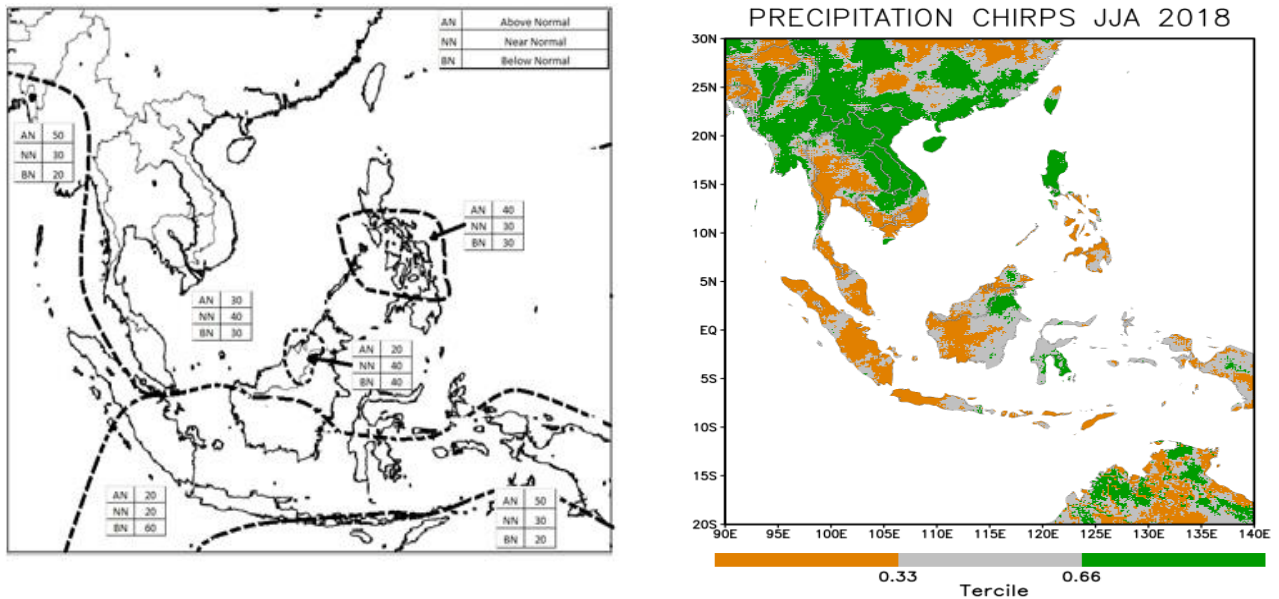 AN Above Normal
NN Near Normal
BN Below Normal
AN 50
NN 30
BN 20
AN 40
NN 30
BN 30
AN 30
NN 40
BN 30
AN 20
NN 40
BN 40
AN 20
NN 20
BN 60
AN 50
NN 30
BN 20
PRECIPITATION CHIRPS JJA 2018
30N
25N
20N
15N
10N
5N
EQ
5S
10S
15S
20S
90E 95E 100E 105E 110E 115E 120E 125E 130E 135E 140E
0.33 0.66
Tercile